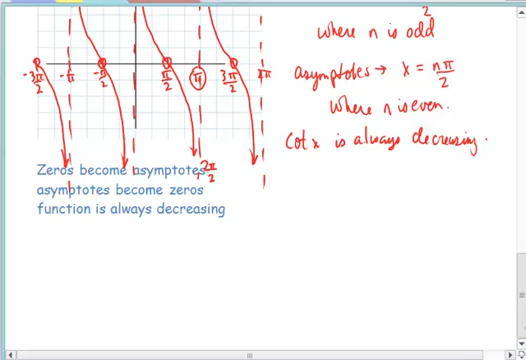 2
where n is odd
-3π/2 -π -π/2 π/2 π 3π/2 2π
asymptotes → x = nπ/2
where n is even.
Cot x is always decreasing.
2π/2
Zeros become asymptotes
asymptotes become zeros
function is always decreasing